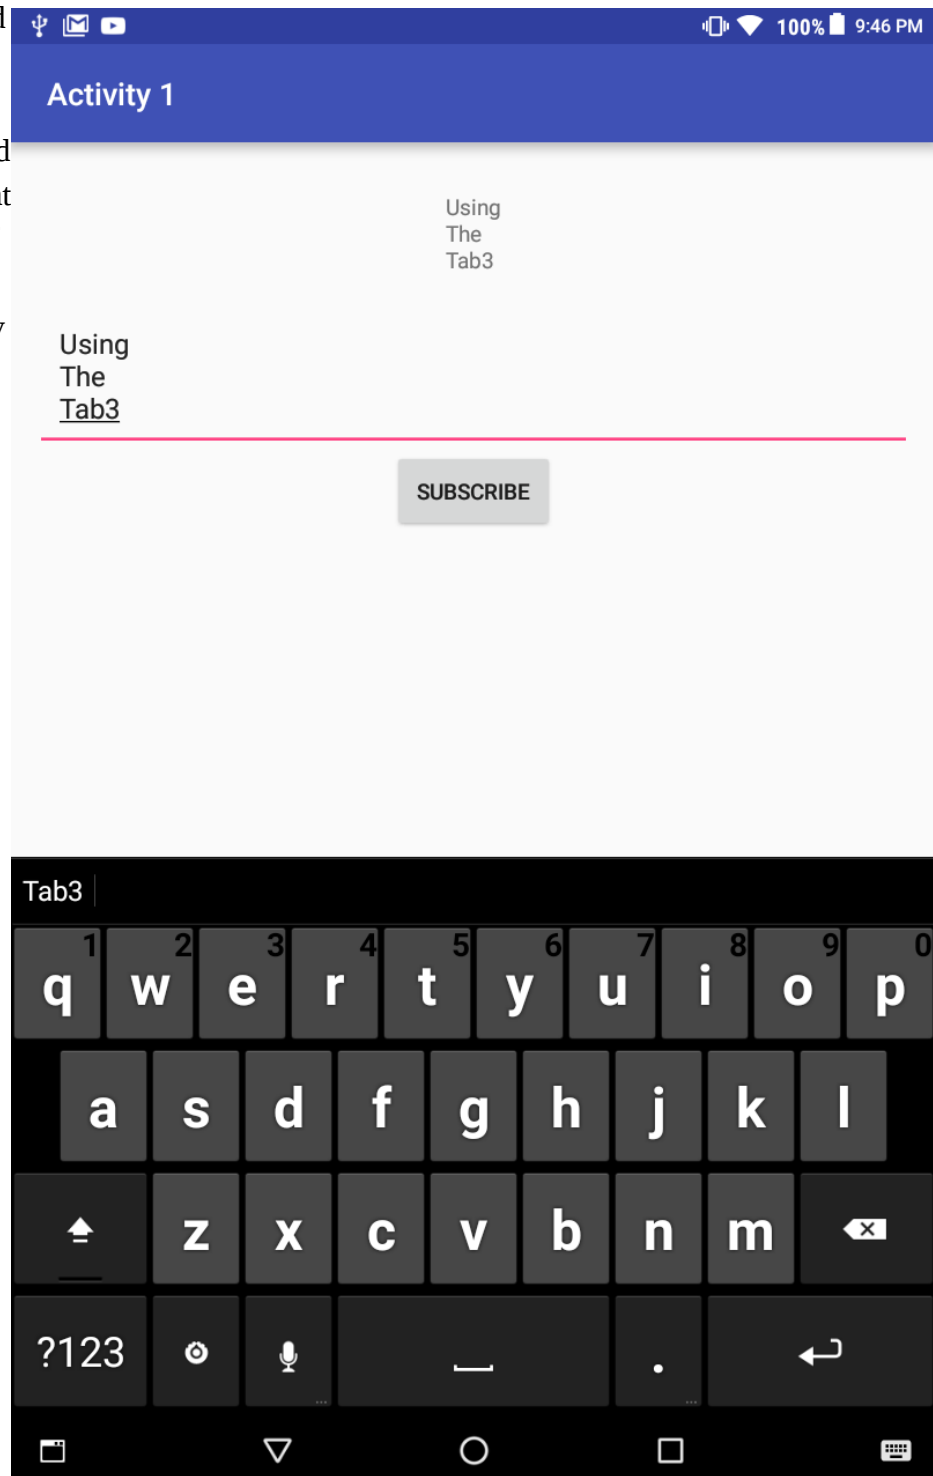 d
100% 9:46 PM
Activity 1
d
nt
Using
The
Tab3
y
Using
The
Tab3
SUBSCRIBE
Tab3
1 2 3 4 5 6 7 8 9 0
q w e r t y u i o p
a s d f g h j k l
z x c v b n m
?123 .